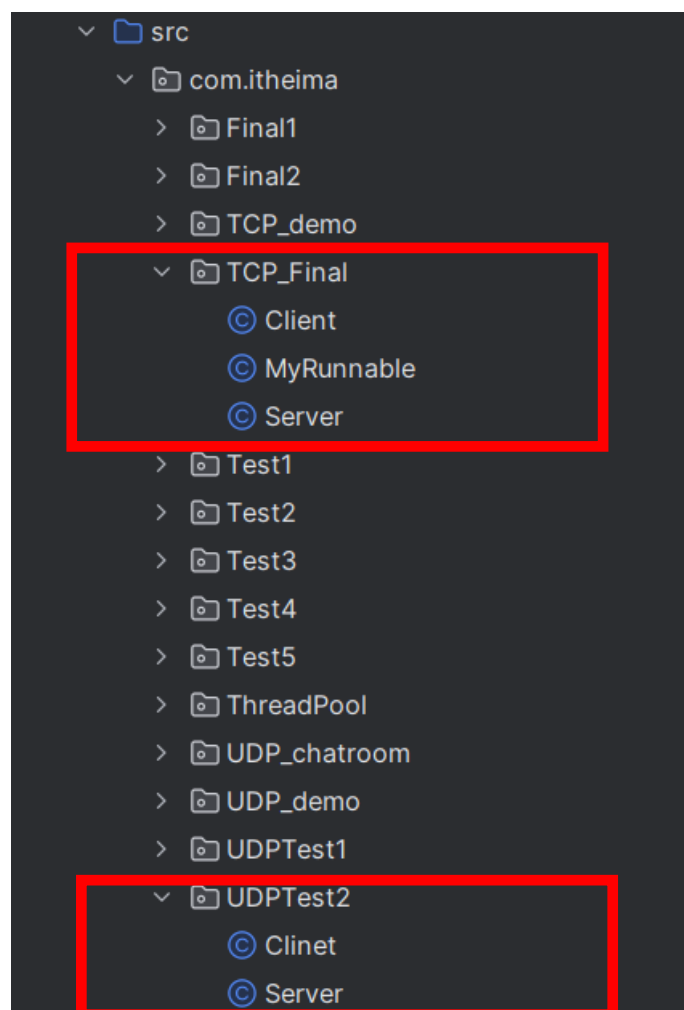 src
com.itheima
Final1
Final2
TCP_demo
TCP_Final
Client
MyRunnable
Server
Test1
Test2
Test3
Test4
Test5
ThreadPool
UDP_chatroom
UDP_demo
UDPTest1
UDPTest2
Clinet
Server